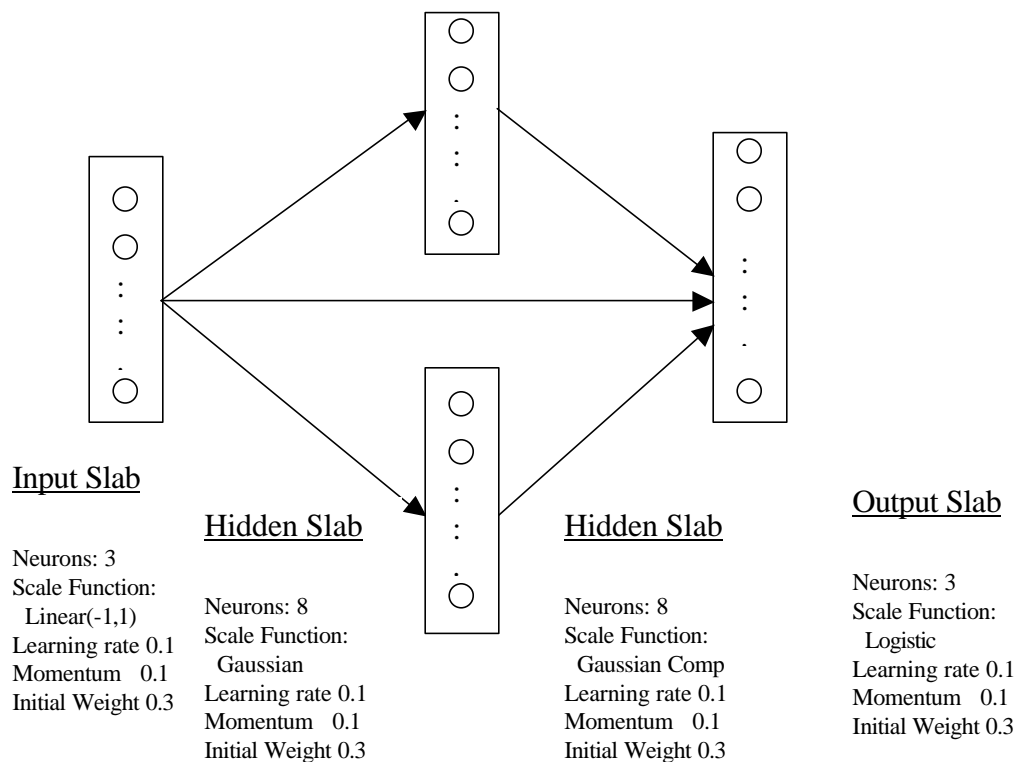 Input Slab
Neurons: 3
Scale Function:
Linear(-1,1)
Learning rate 0.1
Momentum 0.1
Initial Weight 0.3
Hidden Slab
Neurons: 8
Scale Function:
Gaussian
Learning rate 0.1
Momentum 0.1
Initial Weight 0.3
Hidden Slab
Neurons: 8
Scale Function:
Gaussian Comp
Learning rate 0.1
Momentum 0.1
Initial Weight 0.3
Output Slab
Neurons: 3
Scale Function:
Logistic
Learning rate 0.1
Momentum 0.1
Initial Weight 0.3